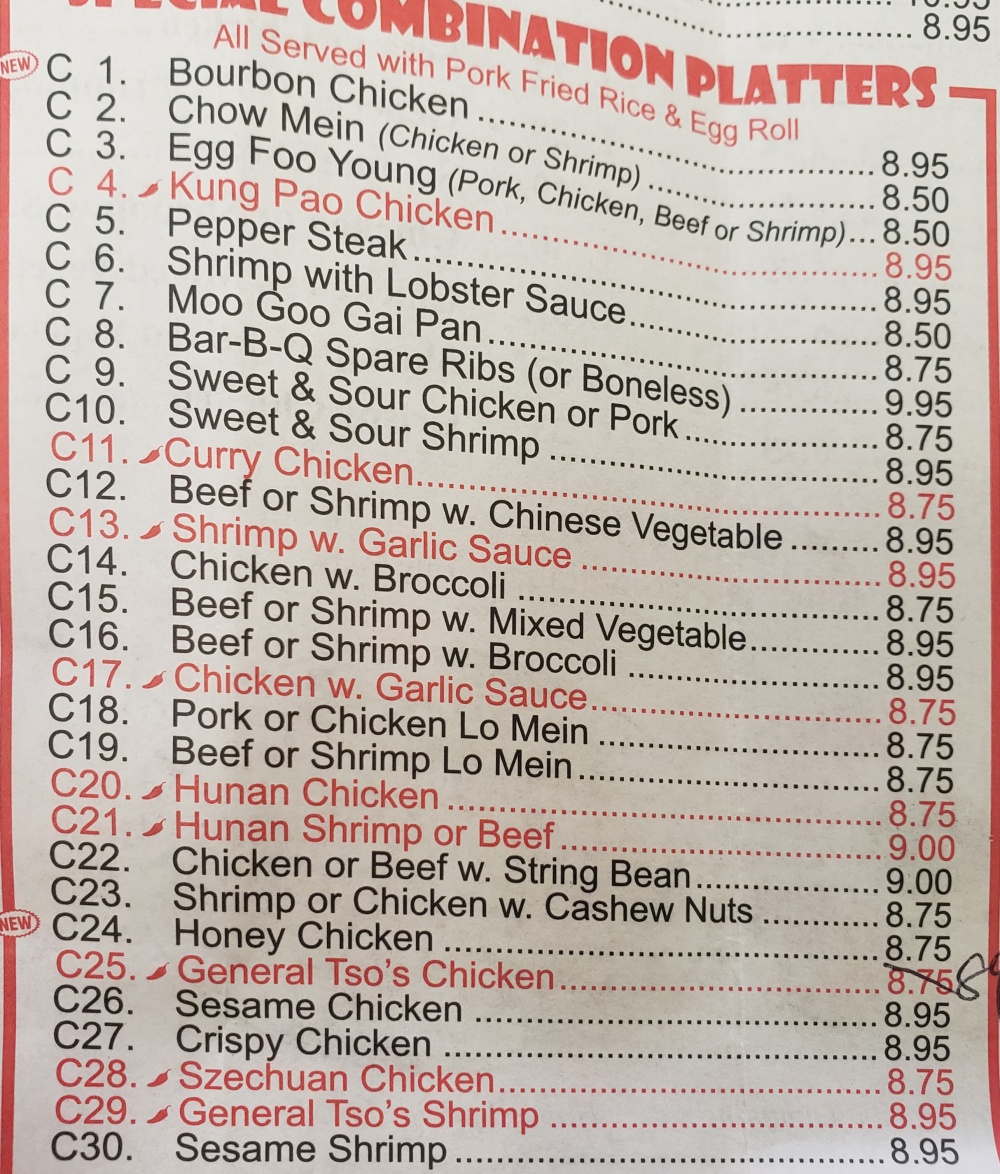 8.95
SPECIAL COMBINATION PLATTERS
All Served with Pork Fried Rice & Egg Roll
NEW C 1. Bourbon Chicken 8.95
C 2. Chow Mein (Chicken or Shrimp) 8.50
C 3. Egg Foo Young (Pork, Chicken, Beef or Shrimp) 8.50
C 4. Kung Pao Chicken 8.95
C 5. Pepper Steak 8.95
C 6. Shrimp with Lobster Sauce 8.50
C 7. Moo Goo Gai Pan 8.75
C 8. Bar-B-Q Spare Ribs (or Boneless) 9.95
C 9. Sweet & Sour Chicken or Pork 8.75
C10. Sweet & Sour Shrimp 8.95
C11. Curry Chicken 8.75
C12. Beef or Shrimp w. Chinese Vegetable 8.95
C13. Shrimp w. Garlic Sauce 8.95
C14. Chicken w. Broccoli 8.75
C15. Beef or Shrimp w. Mixed Vegetable 8.95
C16. Beef or Shrimp w. Broccoli 8.95
C17. Chicken w. Garlic Sauce 8.75
C18. Pork or Chicken Lo Mein 8.75
C19. Beef or Shrimp Lo Mein 8.75
C20. Hunan Chicken 8.75
C21. Hunan Shrimp or Beef 9.00
C22. Chicken or Beef w. String Bean 9.00
C23. Shrimp or Chicken w. Cashew Nuts 8.75
NEW C24. Honey Chicken 8.75
C25. General Tso's Chicken 8.75
C26. Sesame Chicken 8.95
C27. Crispy Chicken 8.95
C28. Szechuan Chicken 8.75
C29. General Tso's Shrimp 8.95
C30. Sesame Shrimp 8.95